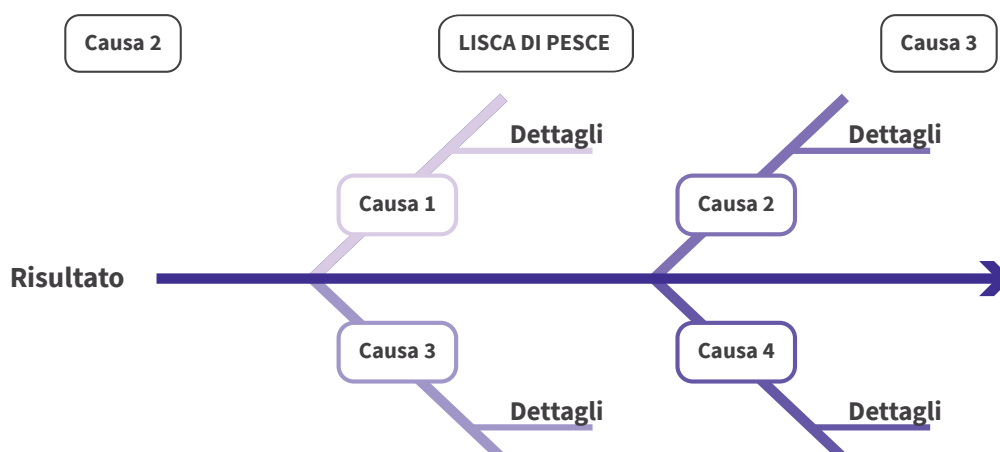 Causa 2
LISCA DI PESCE
Causa 3
Dettagli
Dettagli
Causa 1
Causa 2
Risultato
Causa 3
Causa 4
Dettagli
Dettagli